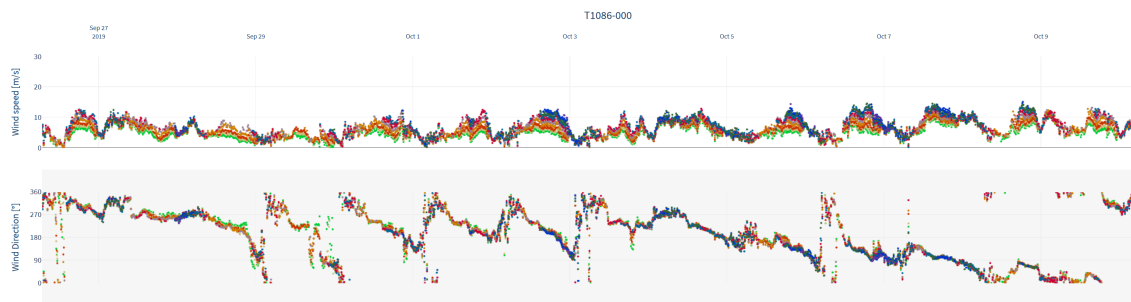 T1086-000
Sep 27
2019
Sep 29
Oct 1
Oct 3
Oct 5
Oct 7
Oct 9
Wind speed [m/s]
30
20
10
0
Wind Direction [°]
360
270
180
90
0